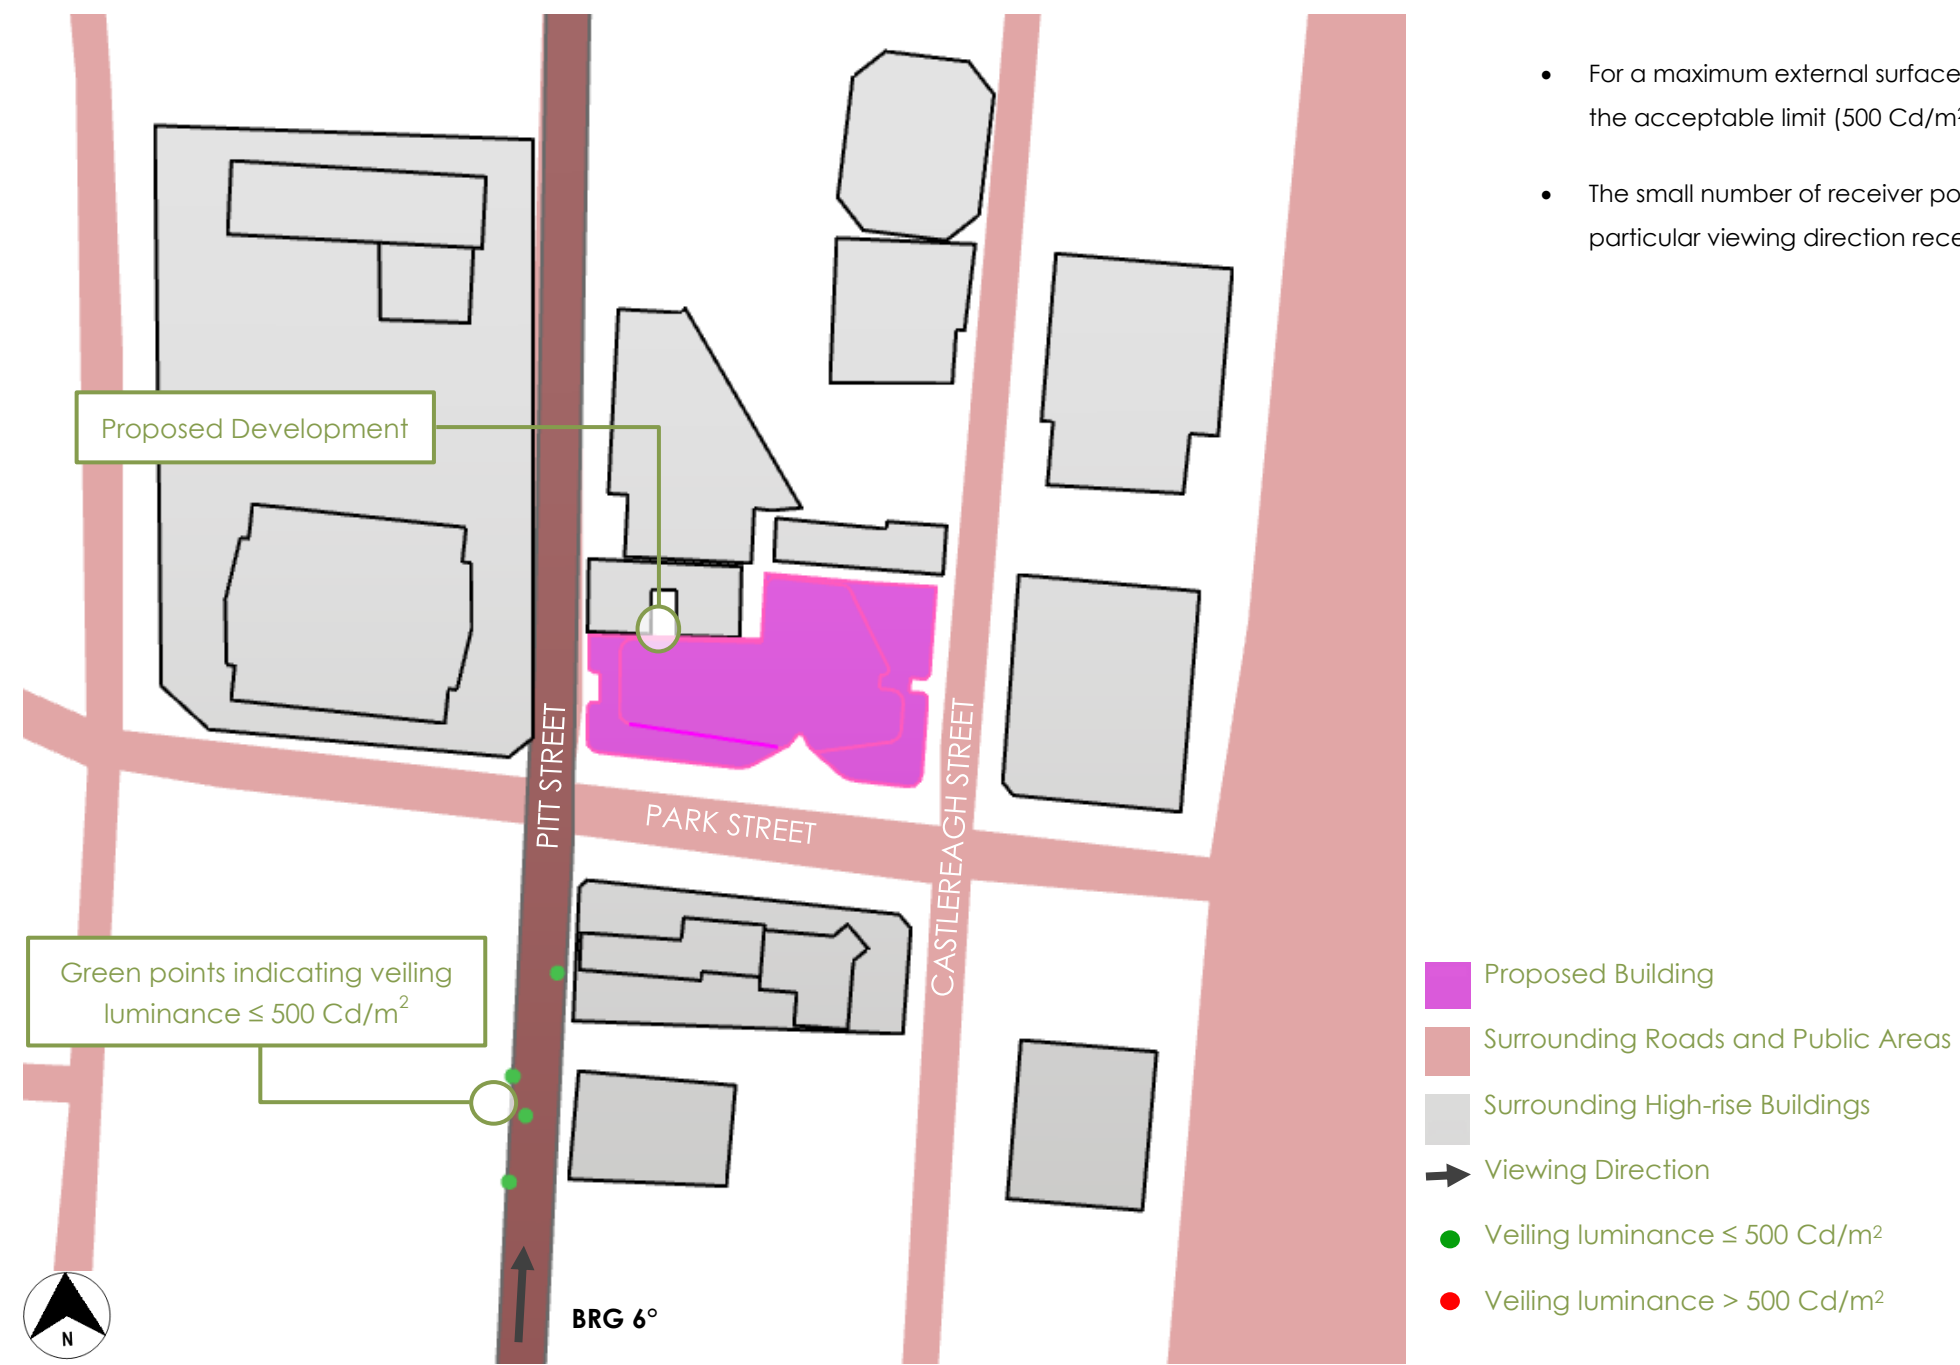 • For a maximum external surface
the acceptable limit (500 Cd/m²
• The small number of receiver po
particular viewing direction rece
Proposed Development
PITT STREET
PARK STREET
CASTLEREAGH STREET
Green points indicating veiling
luminance ≤ 500 Cd/m²
BRG 6°
N
Proposed Building
Surrounding Roads and Public Areas
Surrounding High-rise Buildings
Viewing Direction
Veiling luminance ≤ 500 Cd/m²
Veiling luminance > 500 Cd/m²